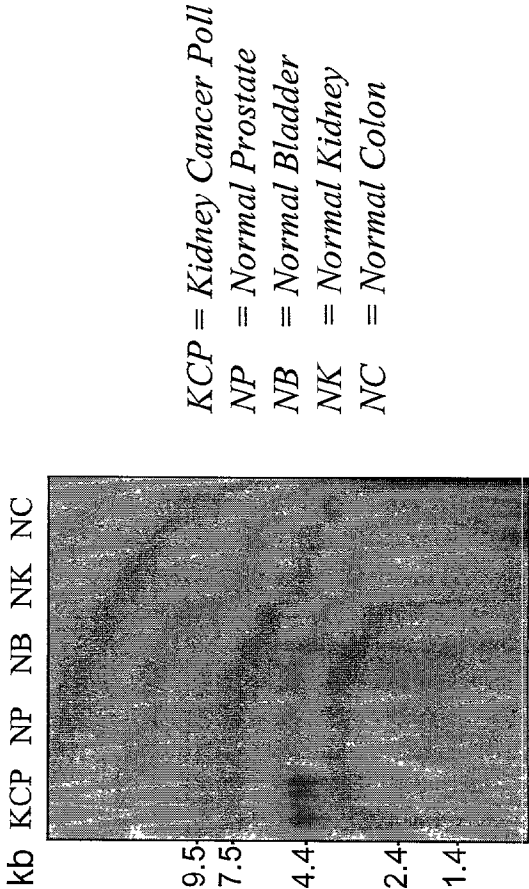 kb KCP NP NB NK NC
9.5
7.5
4.4
2.4
1.4
KCP = Kidney Cancer Poll
NP = Normal Prostate
NB = Normal Bladder
NK = Normal Kidney
NC = Normal Colon